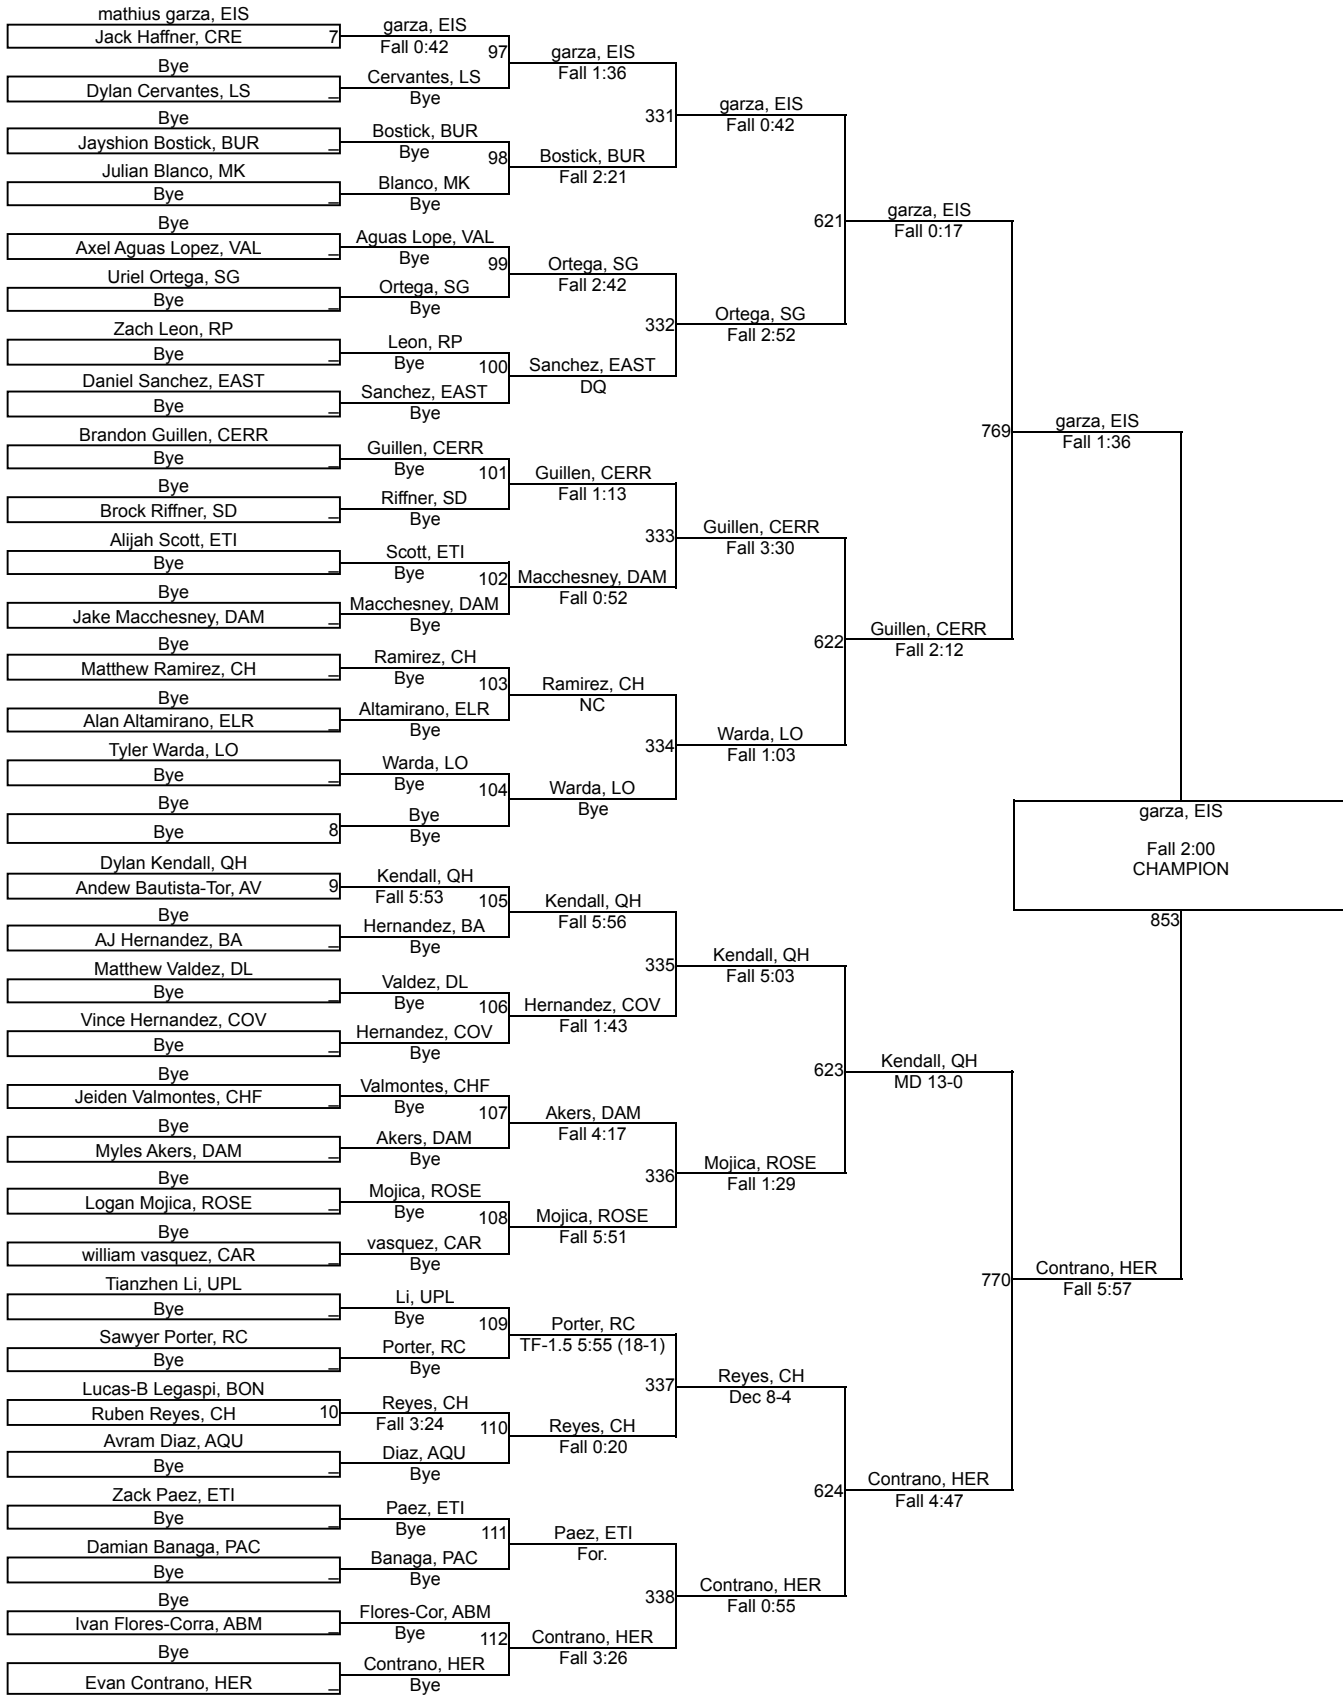 mathius garza, EIS
Jack Haffner, CRE 7
Bye
Dylan Cervantes, LS _
Bye
Jayshion Bostick, BUR _
Julian Blanco, MK
Bye _
Bye
Axel Aguas Lopez, VAL _
Uriel Ortega, SG
Bye _
Zach Leon, RP
Bye _
Daniel Sanchez, EAST
Bye _
Brandon Guillen, CERR
Bye _
Bye
Brock Riffner, SD _
Alijah Scott, ETI
Bye _
Bye
Jake Macchesney, DAM _
Bye
Matthew Ramirez, CH _
Bye
Alan Altamirano, ELR _
Tyler Warda, LO
Bye _
Bye
Bye 8
Dylan Kendall, QH
Andew Bautista-Tor, AV 9
Bye
AJ Hernandez, BA _
Matthew Valdez, DL
Bye _
Vince Hernandez, COV
Bye _
Bye
Jeiden Valmontes, CHF _
Bye
Myles Akers, DAM _
Bye
Logan Mojica, ROSE _
Bye
william vasquez, CAR _
Tianzhen Li, UPL
Bye _
Sawyer Porter, RC
Bye _
Lucas-B Legaspi, BON
Ruben Reyes, CH 10
Avram Diaz, AQU
Bye _
Zack Paez, ETI
Bye _
Damian Banaga, PAC
Bye _
Bye
Ivan Flores-Corra, ABM _
Bye
Evan Contrano, HER _
garza, EIS
Fall 0:42
97
Cervantes, LS
Bye
Bostick, BUR
Bye
98
Blanco, MK
Bye
Aguas Lope, VAL
Bye
99
Ortega, SG
Bye
Leon, RP
Bye
100
Sanchez, EAST
Bye
Guillen, CERR
Bye
101
Riffner, SD
Bye
Scott, ETI
Bye
102
Macchesney, DAM
Bye
Ramirez, CH
Bye
103
Altamirano, ELR
Bye
Warda, LO
Bye
104
Bye
Bye
Kendall, QH
Fall 5:53
105
Hernandez, BA
Bye
Valdez, DL
Bye
106
Hernandez, COV
Bye
Valmontes, CHF
Bye
107
Akers, DAM
Bye
Mojica, ROSE
Bye
108
vasquez, CAR
Bye
Li, UPL
Bye
109
Porter, RC
Bye
Reyes, CH
Fall 3:24
110
Diaz, AQU
Bye
Paez, ETI
Bye
111
Banaga, PAC
Bye
Flores-Cor, ABM
Bye
112
Contrano, HER
Bye
garza, EIS
Fall 1:36
331
Bostick, BUR
Fall 2:21
Ortega, SG
Fall 2:42
332
Sanchez, EAST
DQ
Guillen, CERR
Fall 1:13
333
Macchesney, DAM
Fall 0:52
Ramirez, CH
NC
334
Warda, LO
Bye
Kendall, QH
Fall 5:56
335
Hernandez, COV
Fall 1:43
Akers, DAM
Fall 4:17
336
Mojica, ROSE
Fall 5:51
Porter, RC
TF-1.5 5:55 (18-1)
337
Reyes, CH
Fall 0:20
Paez, ETI
For.
338
Contrano, HER
Fall 3:26
garza, EIS
Fall 0:42
621
Ortega, SG
Fall 2:52
Guillen, CERR
Fall 3:30
622
Warda, LO
Fall 1:03
Kendall, QH
Fall 5:03
623
Mojica, ROSE
Fall 1:29
Reyes, CH
Dec 8-4
624
Contrano, HER
Fall 0:55
garza, EIS
Fall 0:17
769
Guillen, CERR
Fall 2:12
Kendall, QH
MD 13-0
770
Contrano, HER
Fall 4:47
garza, EIS
Fall 1:36
853
Contrano, HER
Fall 5:57
garza, EIS
Fall 2:00
CHAMPION